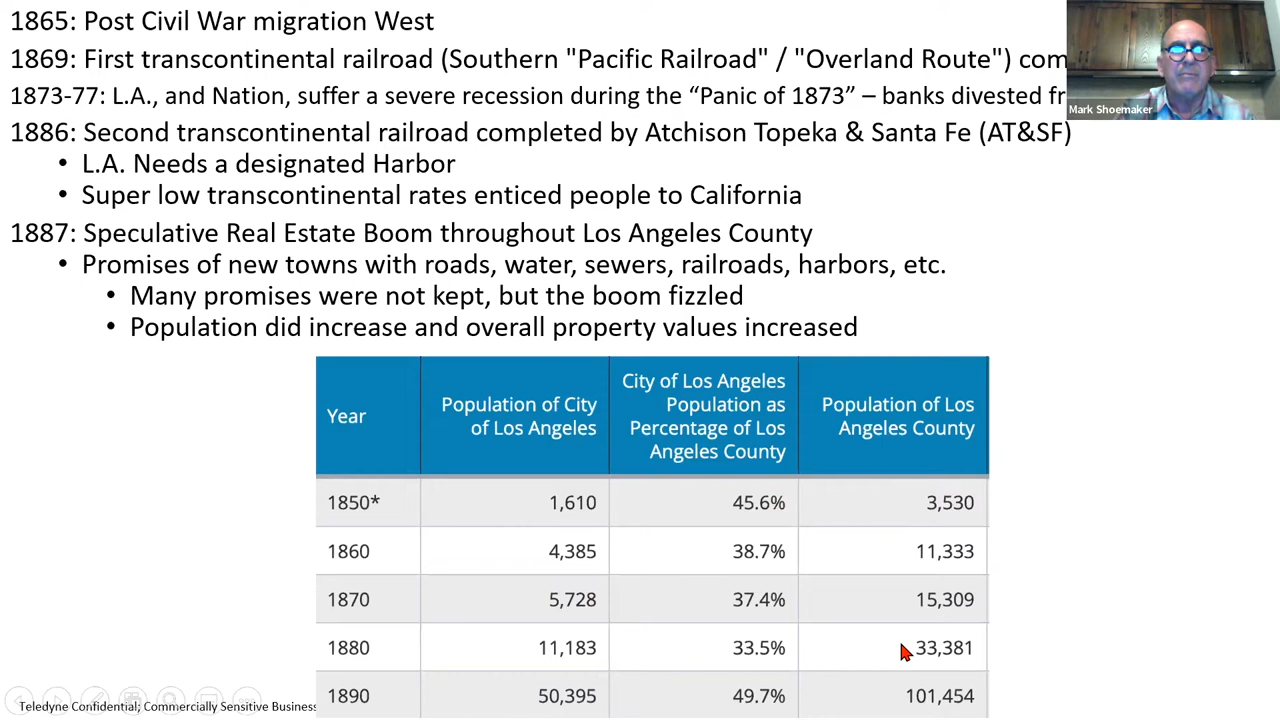 1865: Post Civil War migration West
1869: First transcontinental railroad (Southern "Pacific Railroad" / "Overland Route") com
1873-77: L.A., and Nation, suffer a severe recession during the “Panic of 1873” – banks divested fr
Mark Shoemaker
1886: Second transcontinental railroad completed by Atchison Topeka & Santa Fe (AT&SF)
• L.A. Needs a designated Harbor
• Super low transcontinental rates enticed people to California
1887: Speculative Real Estate Boom throughout Los Angeles County
• Promises of new towns with roads, water, sewers, railroads, harbors, etc.
• Many promises were not kept, but the boom fizzled
• Population did increase and overall property values increased
Year
Population of City
of Los Angeles
City of Los Angeles
Population as
Percentage of Los
Angeles County
Population of Los
Angeles County
1850* 1,610 45.6% 3,530
1860 4,385 38.7% 11,333
1870 5,728 37.4% 15,309
1880 11,183 33.5% 33,381
1890 50,395 49.7% 101,454
Teledyne Confidential; Commercially Sensitive Business